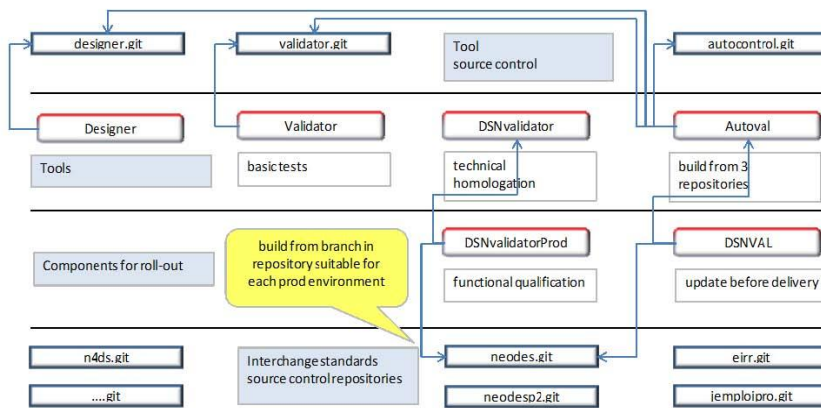 designer.git
validator.git
Tool
source control
autocontrol.git
Designer
Validator
DSNvalidator
Autoval
Tools
basic tests
technical
homologation
build from 3
repositories
build from branch in
repository suitable for
each prod environment
DSNvalidatorProd
DSNVAL
Components for roll-out
functional qualification
update before delivery
n4ds.git
Interchange standards
source control repositories
neodes.git
eirr.git
....git
neodesp2.git
jemploipro.git